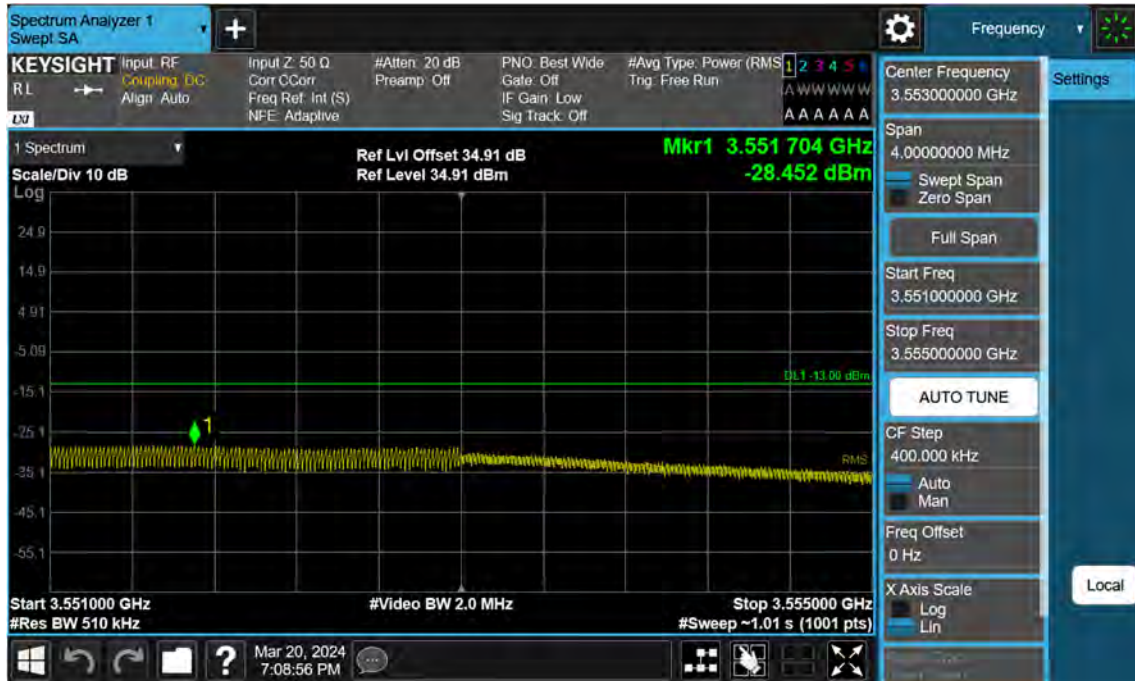 Spectrum Analyzer 1
Swept SA
Frequency
KEYSIGHT
RL
LXI
Input: RF
Coupling: DC
Align: Auto
Input Z: 50 Ω
Corr CCorr
Freq Ref: Int (S)
NFE: Adaptive
#Atten: 20 dB
Preamp: Off
PNO: Best Wide
Gate: Off
IF Gain: Low
Sig Track: Off
#Avg Type: Power (RMS
Trig: Free Run
1 2 3 4 5 6
A W W W W W
A A A A A A
1 Spectrum
Scale/Div 10 dB
Ref Lvl Offset 34.91 dB
Ref Level 34.91 dBm
Mkr1 3.551 704 GHz
-28.452 dBm
Log
24.9
14.9
4.91
-5.09
-15.1
-25.1
-35.1
-45.1
-55.1
DL1 -13.00 dBm
1
RMS
Start 3.551000 GHz
#Res BW 510 kHz
#Video BW 2.0 MHz
Stop 3.555000 GHz
#Sweep ~1.01 s (1001 pts)
Center Frequency
3.553000000 GHz
Span
4.00000000 MHz
Swept Span
Zero Span
Full Span
Start Freq
3.551000000 GHz
Stop Freq
3.555000000 GHz
AUTO TUNE
CF Step
400.000 kHz
Auto
Man
Freq Offset
0 Hz
X Axis Scale
Log
Lin
Settings
Local
?
Mar 20, 2024
7:08:56 PM